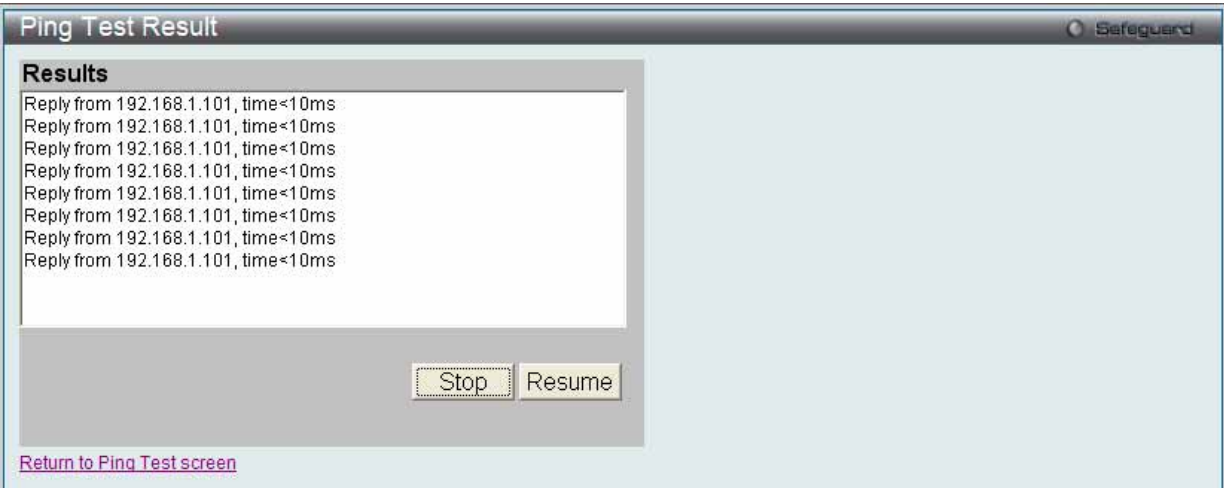 Ping Test Result
Safeguard
Results
Reply from 192.168.1.101, time<10ms
Reply from 192.168.1.101, time<10ms
Reply from 192.168.1.101, time<10ms
Reply from 192.168.1.101, time<10ms
Reply from 192.168.1.101, time<10ms
Reply from 192.168.1.101, time<10ms
Reply from 192.168.1.101, time<10ms
Reply from 192.168.1.101, time<10ms
Stop Resume
Return to Ping Test screen